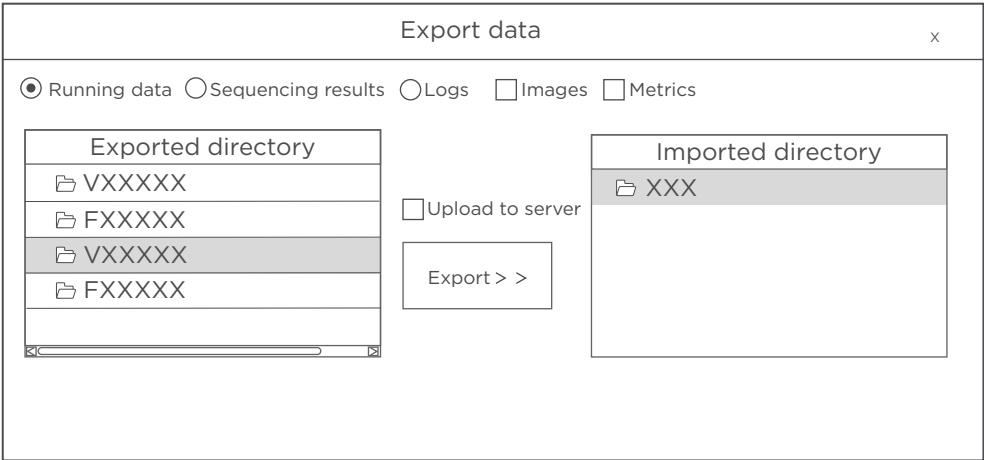 Export data
x
Running data Sequencing results Logs Images Metrics
Exported directory
VXXXXX
FXXXXX
VXXXXX
FXXXXX
Upload to server
Export > >
Imported directory
XXX